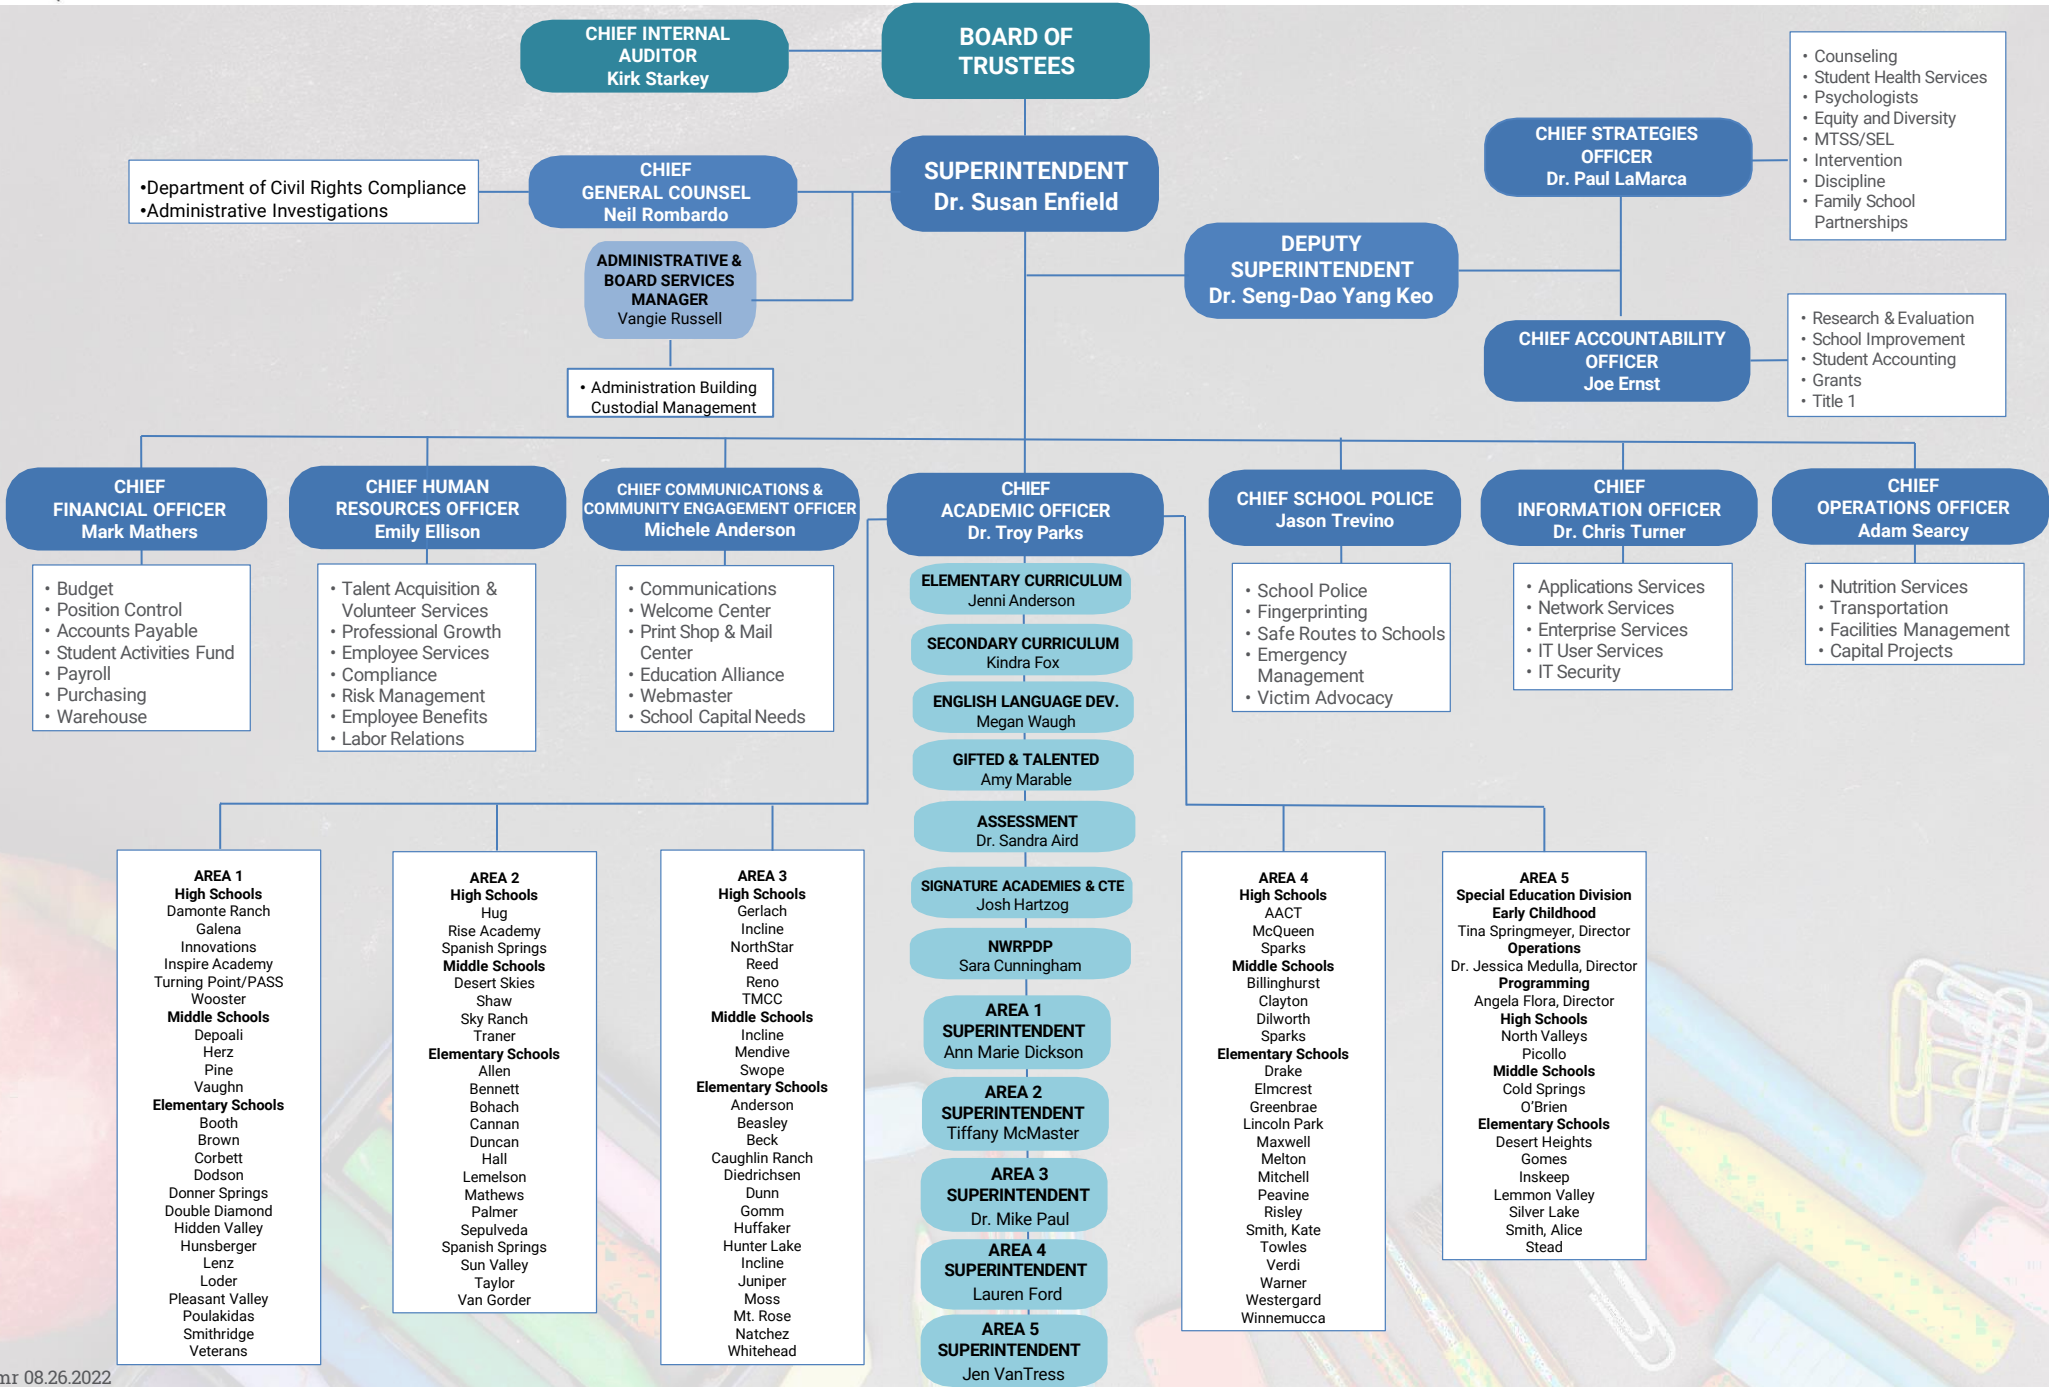 CHIEF INTERNAL
AUDITOR
Kirk Starkey
BOARD OF
TRUSTEES
• Counseling
• Student Health Services
• Psychologists
• Equity and Diversity
• MTSS/SEL
• Intervention
• Discipline
• Family School
Partnerships
CHIEF STRATEGIES
OFFICER
Dr. Paul LaMarca
SUPERINTENDENT
Dr. Susan Enfield
CHIEF
GENERAL COUNSEL
Neil Rombardo
•Department of Civil Rights Compliance
•Administrative Investigations
DEPUTY
SUPERINTENDENT
Dr. Seng-Dao Yang Keo
ADMINISTRATIVE &
BOARD SERVICES
MANAGER
Vangie Russell
• Administration Building
Custodial Management
CHIEF ACCOUNTABILITY
OFFICER
Joe Ernst
• Research & Evaluation
• School Improvement
• Student Accounting
• Grants
• Title 1
CHIEF
FINANCIAL OFFICER
Mark Mathers
CHIEF HUMAN
RESOURCES OFFICER
Emily Ellison
CHIEF COMMUNICATIONS &
COMMUNITY ENGAGEMENT OFFICER
Michele Anderson
CHIEF
ACADEMIC OFFICER
Dr. Troy Parks
CHIEF SCHOOL POLICE
Jason Trevino
CHIEF
INFORMATION OFFICER
Dr. Chris Turner
CHIEF
OPERATIONS OFFICER
Adam Searcy
• Budget
• Position Control
• Accounts Payable
• Student Activities Fund
• Payroll
• Purchasing
• Warehouse
• Talent Acquisition &
Volunteer Services
• Professional Growth
• Employee Services
• Compliance
• Risk Management
• Employee Benefits
• Labor Relations
• Communications
• Welcome Center
• Print Shop & Mail
Center
• Education Alliance
• Webmaster
• School Capital Needs
• School Police
• Fingerprinting
• Safe Routes to Schools
• Emergency
Management
• Victim Advocacy
• Applications Services
• Network Services
• Enterprise Services
• IT User Services
• IT Security
• Nutrition Services
• Transportation
• Facilities Management
• Capital Projects
ELEMENTARY CURRICULUM
Jenni Anderson
SECONDARY CURRICULUM
Kindra Fox
ENGLISH LANGUAGE DEV.
Megan Waugh
GIFTED & TALENTED
Amy Marable
ASSESSMENT
Dr. Sandra Aird
SIGNATURE ACADEMIES & CTE
Josh Hartzog
NWRPDP
Sara Cunningham
AREA 1
SUPERINTENDENT
Ann Marie Dickson
AREA 2
SUPERINTENDENT
Tiffany McMaster
AREA 3
SUPERINTENDENT
Dr. Mike Paul
AREA 4
SUPERINTENDENT
Lauren Ford
AREA 5
SUPERINTENDENT
Jen VanTress
AREA 1
High Schools
Damonte Ranch
Galena
Innovations
Inspire Academy
Turning Point/PASS
Wooster
Middle Schools
Depoali
Herz
Pine
Vaughn
Elementary Schools
Booth
Brown
Corbett
Dodson
Donner Springs
Double Diamond
Hidden Valley
Hunsberger
Lenz
Loder
Pleasant Valley
Poulakidas
Smithridge
Veterans
AREA 2
High Schools
Hug
Rise Academy
Spanish Springs
Middle Schools
Desert Skies
Shaw
Sky Ranch
Traner
Elementary Schools
Allen
Bennett
Bohach
Cannan
Duncan
Hall
Lemelson
Mathews
Palmer
Sepulveda
Spanish Springs
Sun Valley
Taylor
Van Gorder
AREA 3
High Schools
Gerlach
Incline
NorthStar
Reed
Reno
TMCC
Middle Schools
Incline
Mendive
Swope
Elementary Schools
Anderson
Beasley
Beck
Caughlin Ranch
Diedrichsen
Dunn
Gomm
Huffaker
Hunter Lake
Incline
Juniper
Moss
Mt. Rose
Natchez
Whitehead
AREA 4
High Schools
AACT
McQueen
Sparks
Middle Schools
Billinghurst
Clayton
Dilworth
Sparks
Elementary Schools
Drake
Elmcrest
Greenbrae
Lincoln Park
Maxwell
Melton
Mitchell
Peavine
Risley
Smith, Kate
Towles
Verdi
Warner
Westergard
Winnemucca
AREA 5
Special Education Division
Early Childhood
Tina Springmeyer, Director
Operations
Dr. Jessica Medulla, Director
Programming
Angela Flora, Director
High Schools
North Valleys
Picollo
Middle Schools
Cold Springs
O’Brien
Elementary Schools
Desert Heights
Gomes
Inskeep
Lemmon Valley
Silver Lake
Smith, Alice
Stead
mr 08.26.2022